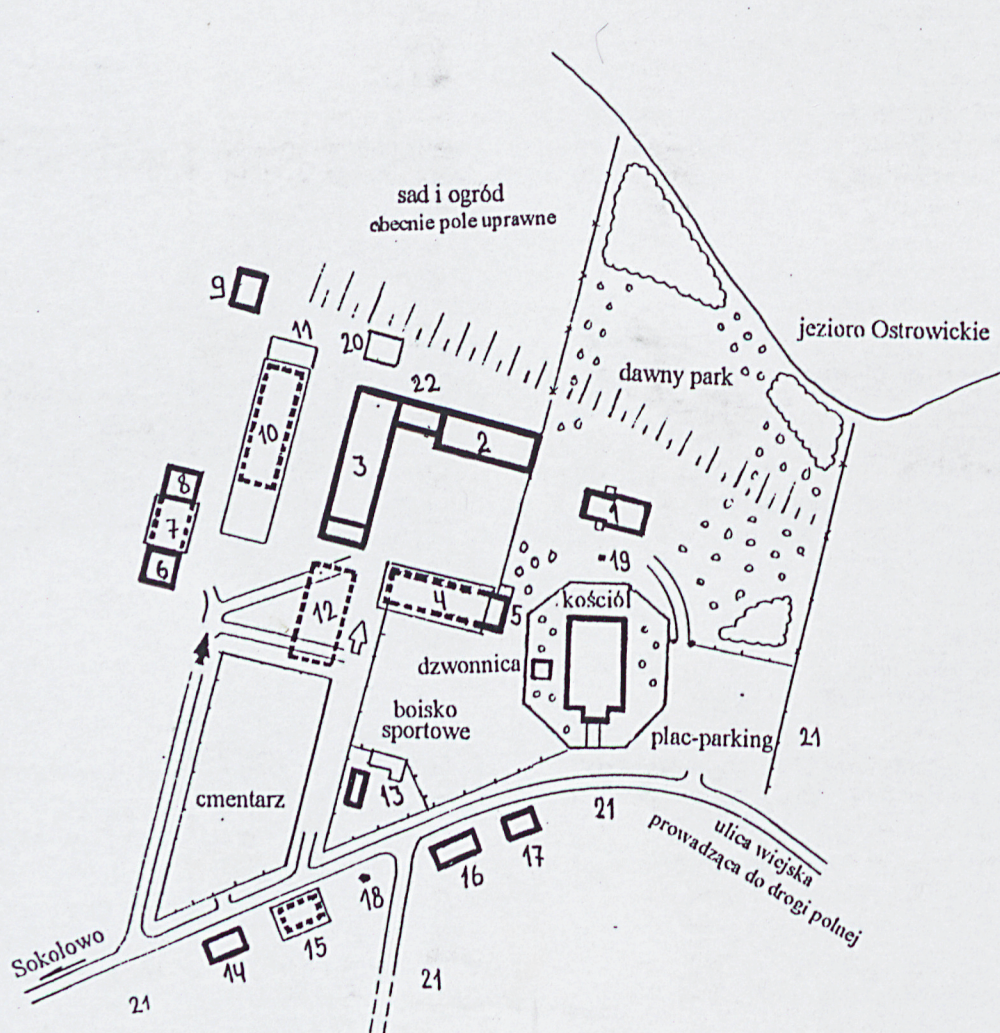 sad i ogród
obecnie pole uprawne
9
11
20
jezioro Ostrowickie
22
dawny park
10
3
2
8
1
7
6
19
4
5
kościół
12
dzwonnica
boisko
sportowe
plac-parking
21
cmentarz
13
21
ulica wiejska
prowadząca do drogi polnej
17
16
18
15
14
Sokolowo
21
21